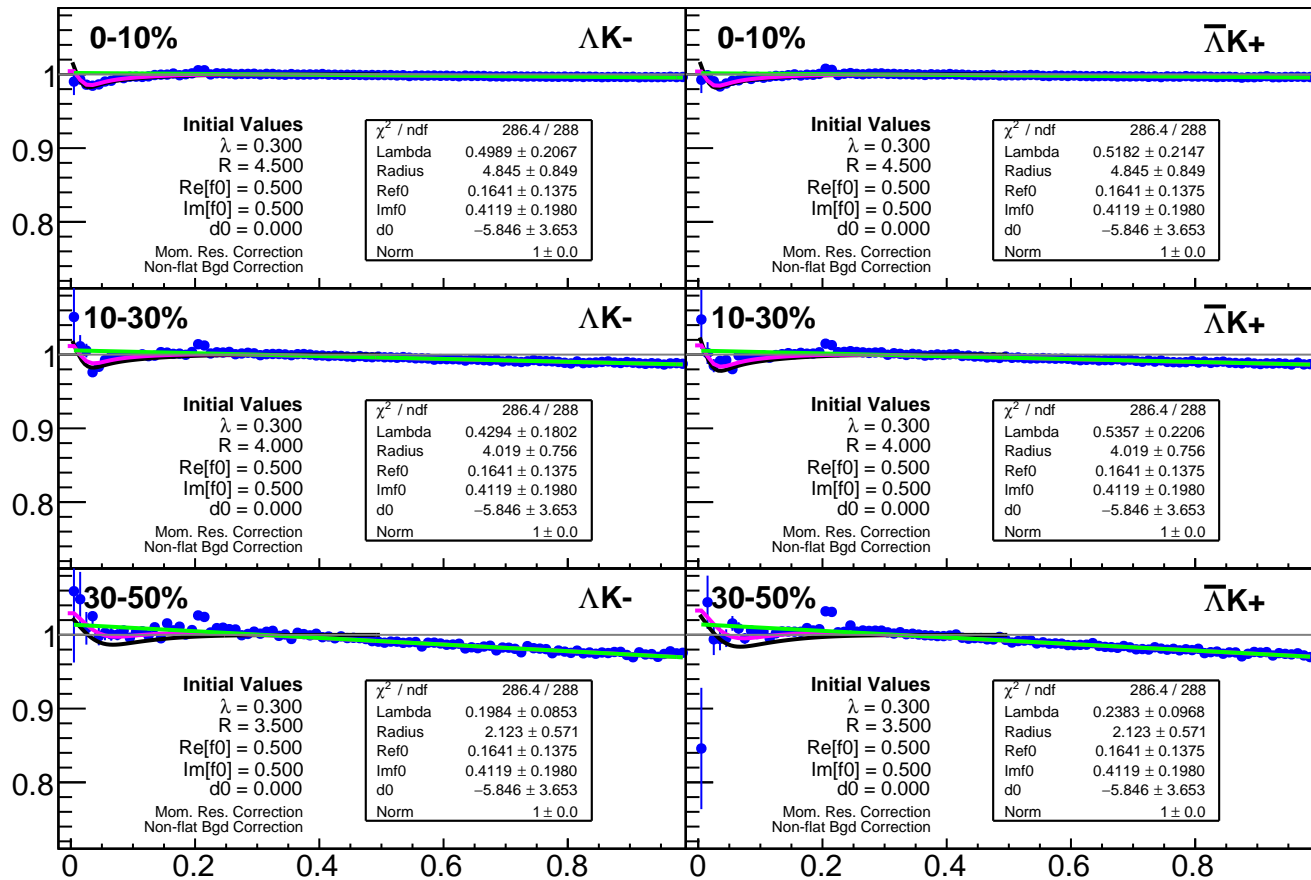 0-10%
ΛK-
Initial Values
λ = 0.300
R = 4.500
Re[f0] = 0.500
Im[f0] = 0.500
d0 = 0.000
Mom. Res. Correction
Non-flat Bgd Correction
χ² / ndf 286.4 / 288
Lambda 0.4989 ± 0.2067
Radius 4.845 ± 0.849
Ref0 0.1641 ± 0.1375
Imf0 0.4119 ± 0.1980
d0 −5.846 ± 3.653
Norm 1 ± 0.0
1
0.9
0.8
0-10%
Λ̅K+
Initial Values
λ = 0.300
R = 4.500
Re[f0] = 0.500
Im[f0] = 0.500
d0 = 0.000
Mom. Res. Correction
Non-flat Bgd Correction
χ² / ndf 286.4 / 288
Lambda 0.5182 ± 0.2147
Radius 4.845 ± 0.849
Ref0 0.1641 ± 0.1375
Imf0 0.4119 ± 0.1980
d0 −5.846 ± 3.653
Norm 1 ± 0.0
10-30%
ΛK-
Initial Values
λ = 0.300
R = 4.000
Re[f0] = 0.500
Im[f0] = 0.500
d0 = 0.000
Mom. Res. Correction
Non-flat Bgd Correction
χ² / ndf 286.4 / 288
Lambda 0.4294 ± 0.1802
Radius 4.019 ± 0.756
Ref0 0.1641 ± 0.1375
Imf0 0.4119 ± 0.1980
d0 −5.846 ± 3.653
Norm 1 ± 0.0
1
0.9
0.8
10-30%
Λ̅K+
Initial Values
λ = 0.300
R = 4.000
Re[f0] = 0.500
Im[f0] = 0.500
d0 = 0.000
Mom. Res. Correction
Non-flat Bgd Correction
χ² / ndf 286.4 / 288
Lambda 0.5357 ± 0.2206
Radius 4.019 ± 0.756
Ref0 0.1641 ± 0.1375
Imf0 0.4119 ± 0.1980
d0 −5.846 ± 3.653
Norm 1 ± 0.0
30-50%
ΛK-
Initial Values
λ = 0.300
R = 3.500
Re[f0] = 0.500
Im[f0] = 0.500
d0 = 0.000
Mom. Res. Correction
Non-flat Bgd Correction
χ² / ndf 286.4 / 288
Lambda 0.1984 ± 0.0853
Radius 2.123 ± 0.571
Ref0 0.1641 ± 0.1375
Imf0 0.4119 ± 0.1980
d0 −5.846 ± 3.653
Norm 1 ± 0.0
1
0.9
0.8
30-50%
Λ̅K+
Initial Values
λ = 0.300
R = 3.500
Re[f0] = 0.500
Im[f0] = 0.500
d0 = 0.000
Mom. Res. Correction
Non-flat Bgd Correction
χ² / ndf 286.4 / 288
Lambda 0.2383 ± 0.0968
Radius 2.123 ± 0.571
Ref0 0.1641 ± 0.1375
Imf0 0.4119 ± 0.1980
d0 −5.846 ± 3.653
Norm 1 ± 0.0
0 0.2 0.4 0.6 0.8
0 0.2 0.4 0.6 0.8